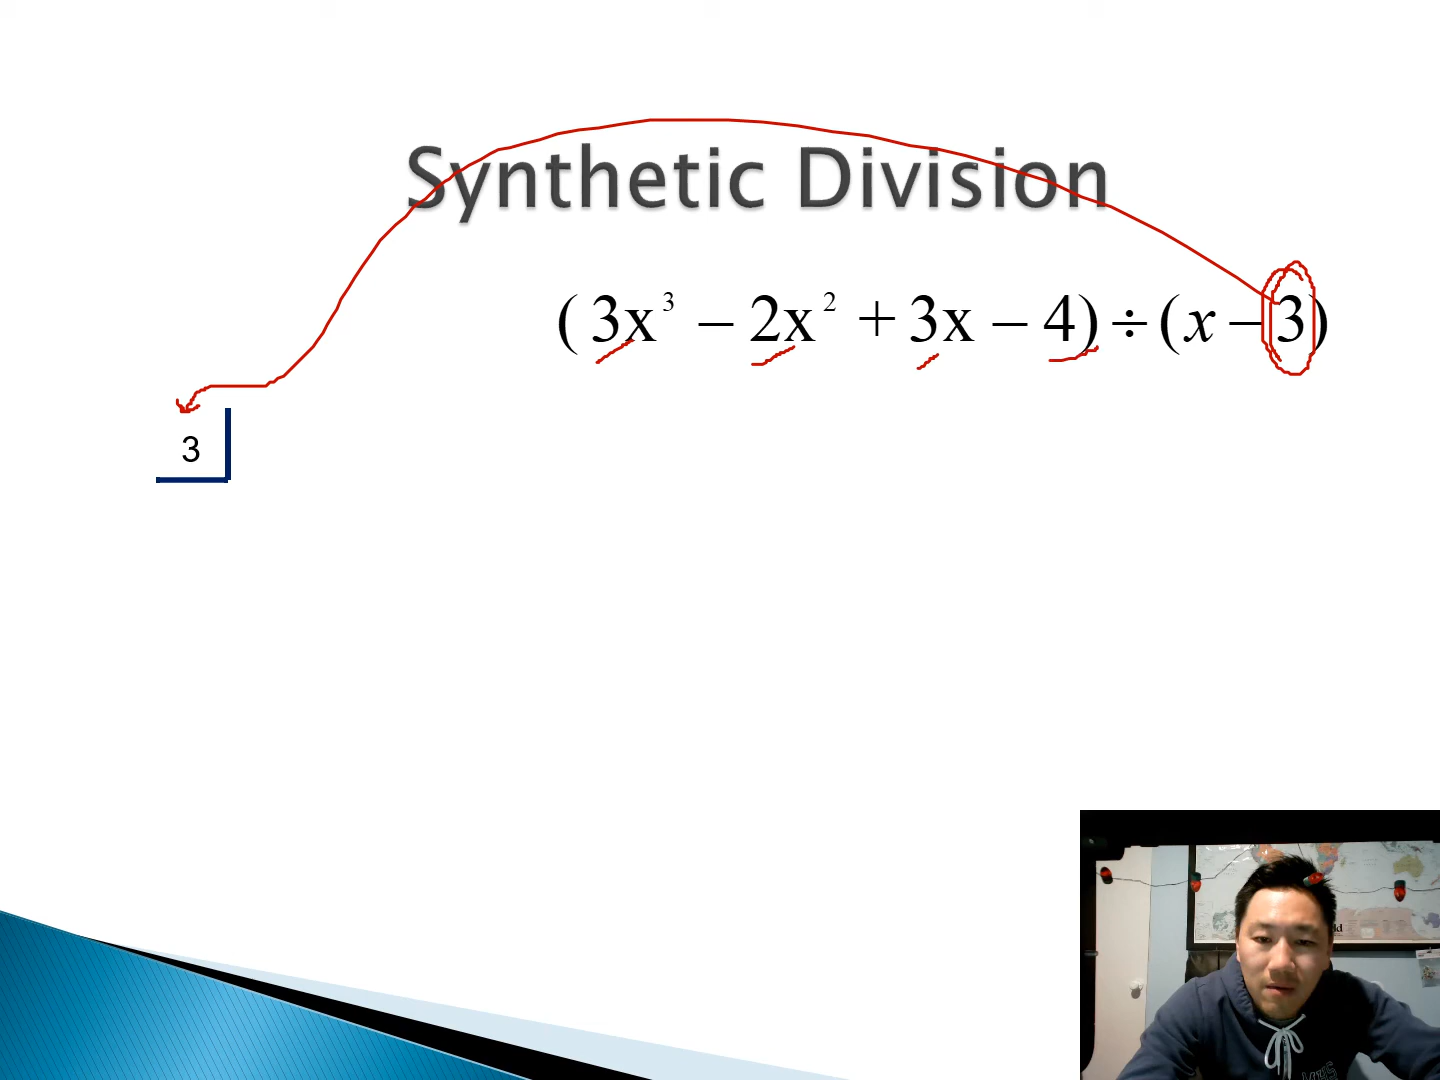 Synthetic Division
(3x³ – 2x² + 3x – 4) ÷ (x – 3)
3